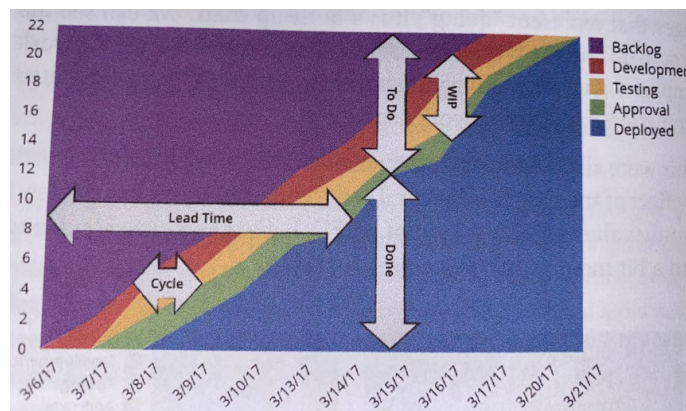 22
20
18
16
14
12
10
8
6
4
2
0
To Do
WIP
Lead Time
Cycle
Done
Backlog
Developmen
Testing
Approval
Deployed
3/6/17
3/7/17
3/8/17
3/9/17
3/10/17
3/13/17
3/14/17
3/15/17
3/16/17
3/17/17
3/20/17
3/21/17